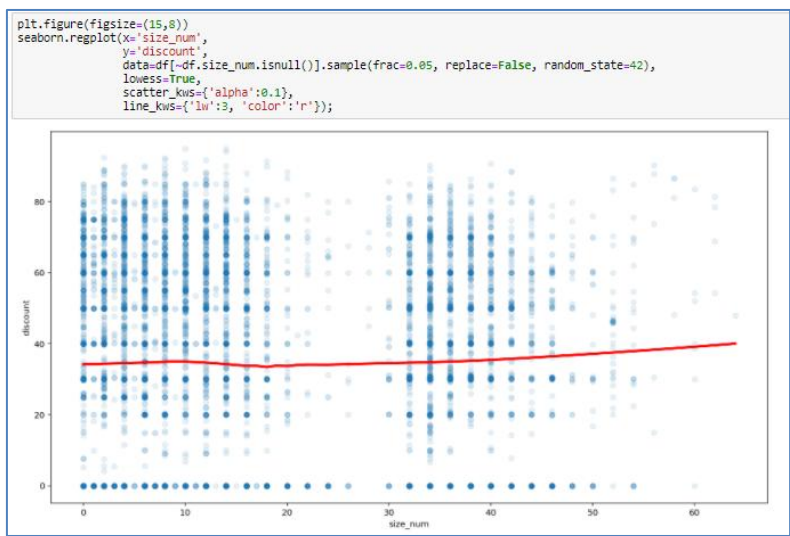 plt.figure(figsize=(15,8))
seaborn.regplot(x='size_num',
y='discount',
data=df[~df.size_num.isnull()].sample(frac=0.05, replace=False, random_state=42),
lowess=True,
scatter_kws={'alpha':0.1},
line_kws={'lw':3, 'color':'r'});
80
60
40
20
0
discount
0 10 20 30 40 50 60
size_num